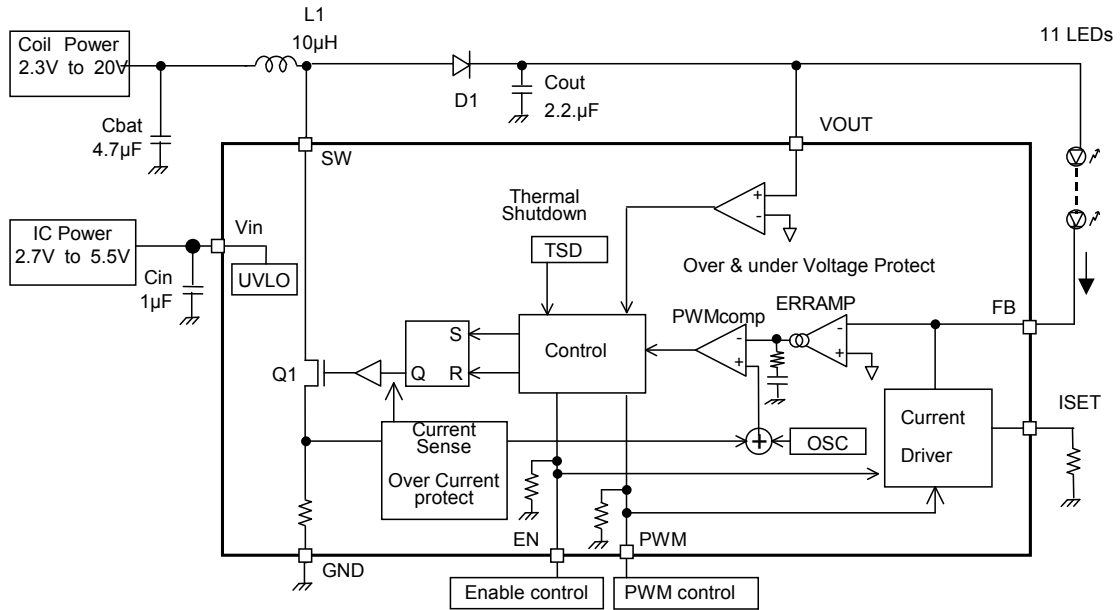 L1
10µH
11 LEDs
Coil Power
2.3V to 20V
D1
Cout
2.2.µF
Cbat
4.7µF
VOUT
SW
Thermal
Shutdown
IC Power
2.7V to 5.5V
Vin
TSD
Over & under Voltage Protect
UVLO
Cin
1µF
+
-
ERRAMP
FB
PWMcomp
-
+
-
+
S
Control
Q1
Q
R
ISET
Current
Driver
Current
Sense
Over Current
protect
+
OSC
EN
PWM
GND
Enable control
PWM control